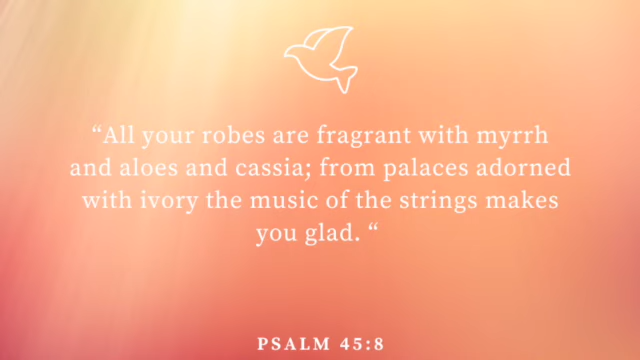 “All your robes are fragrant with myrrh
and aloes and cassia; from palaces adorned
with ivory the music of the strings makes
you glad. “
PSALM 45:8